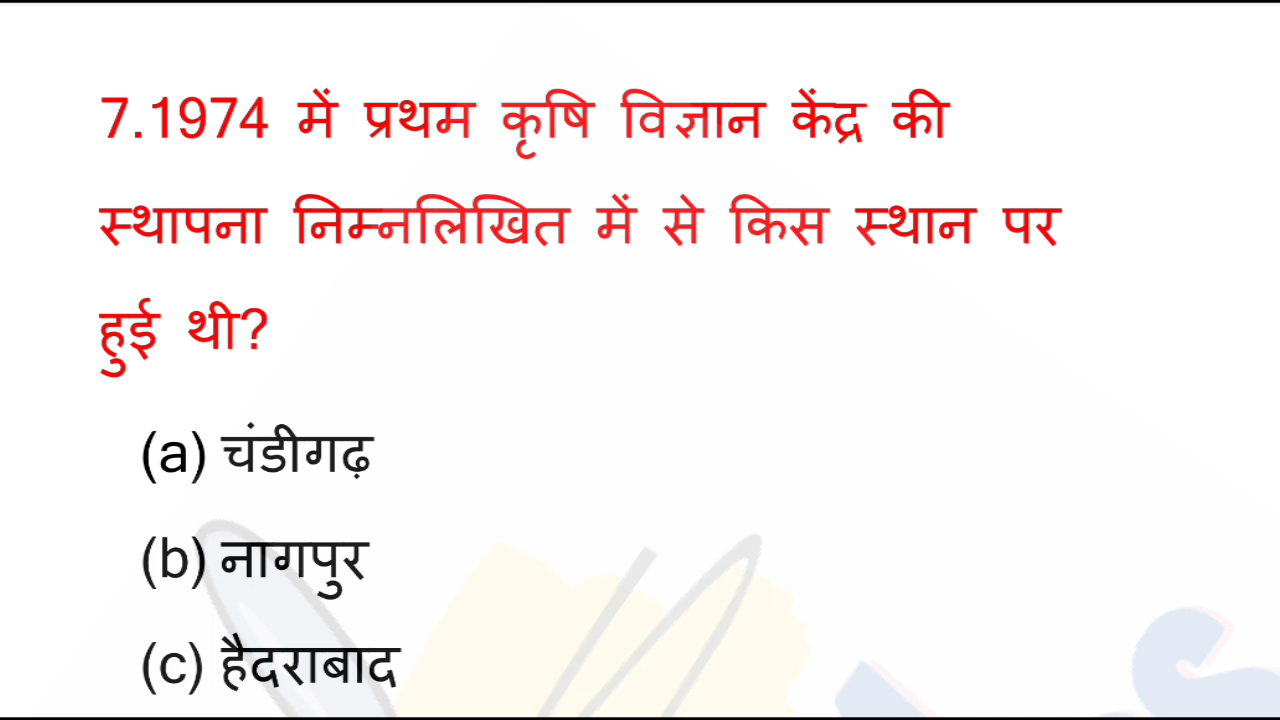 7.1974 में प्रथम कृषि विज्ञान केंद्र की
स्थापना निम्नलिखित में से किस स्थान पर
हुई थी?
(a) चंडीगढ़
(b) नागपुर
(c) हैदराबाद